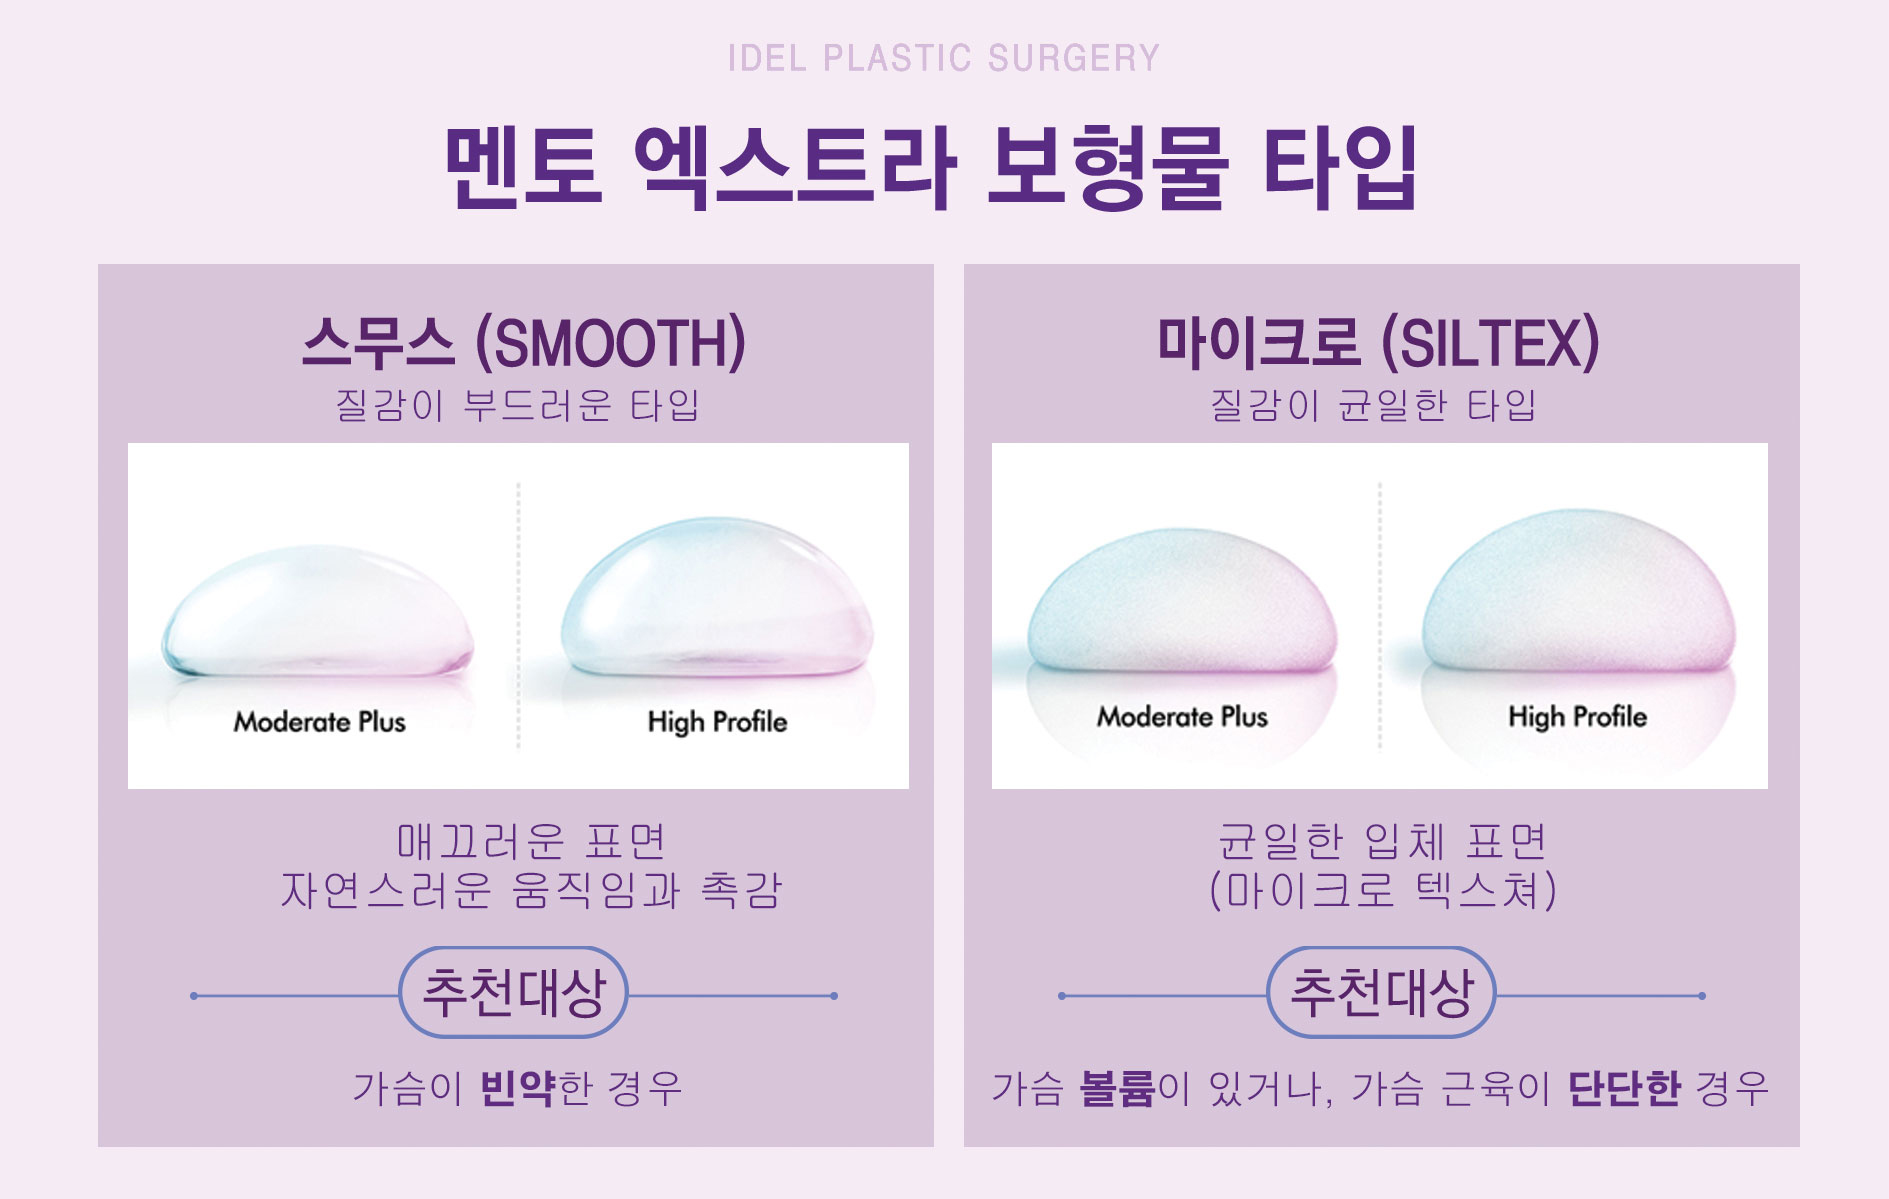 IDEL PLASTIC SURGERY
멘토 엑스트라 보형물 타입
스무스 (SMOOTH)
질감이 부드러운 타입
Moderate Plus
High Profile
매끄러운 표면
자연스러운 움직임과 촉감
추천대상
가슴이 빈약한 경우
마이크로 (SILTEX)
질감이 균일한 타입
Moderate Plus
High Profile
균일한 입체 표면
(마이크로 텍스쳐)
추천대상
가슴 볼륨이 있거나, 가슴 근육이 단단한 경우